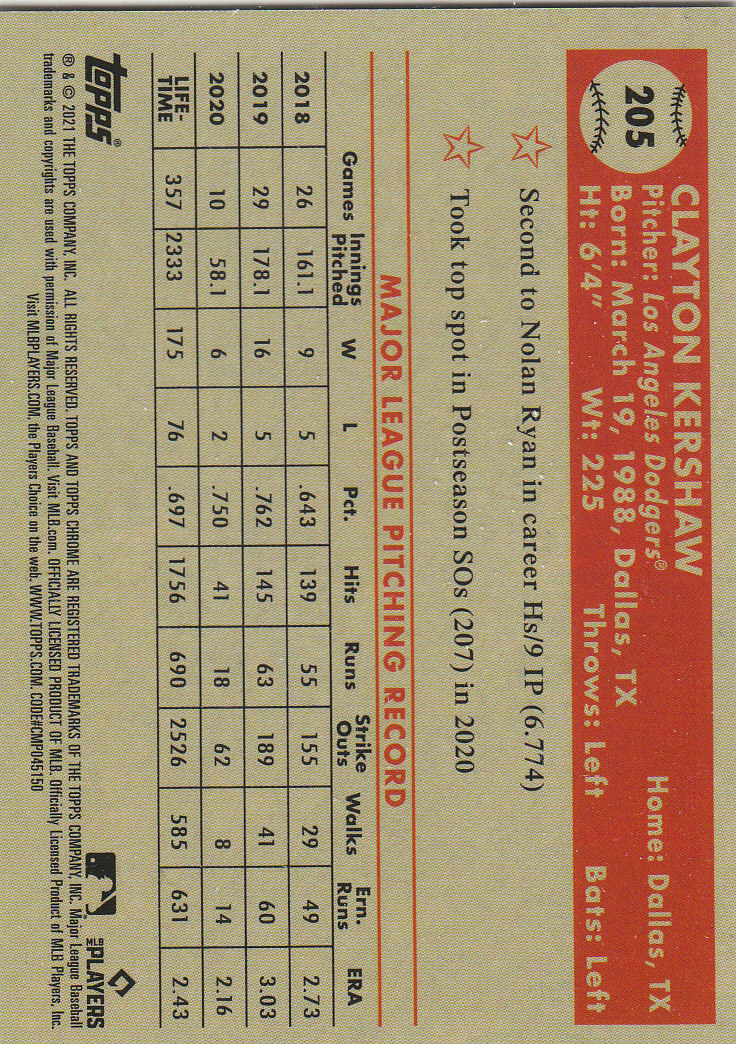 205
CLAYTON KERSHAW
Pitcher: Los Angeles Dodgers® Home: Dallas, TX
Born: March 19, 1988, Dallas, TX
Ht: 6'4" Wt: 225 Throws: Left Bats: Left
Second to Nolan Ryan in career Hs/9 IP (6.774)
Took top spot in Postseason SOs (207) in 2020
MAJOR LEAGUE PITCHING RECORD
Games Innings Pitched W L Pct. Hits Runs Strike Outs Walks Ern. Runs ERA
2018 26 161.1 9 5 .643 139 55 155 29 49 2.73
2019 29 178.1 16 5 .762 145 63 189 41 60 3.03
2020 10 58.1 6 2 .750 41 18 62 8 14 2.16
LIFE-TIME 357 2333 175 76 .697 1756 690 2526 585 631 2.43
topps® MLB PLAYERS
® & © 2021 THE TOPPS COMPANY, INC. ALL RIGHTS RESERVED. TOPPS AND TOPPS CHROME ARE REGISTERED TRADEMARKS OF THE TOPPS COMPANY, INC. Major League Baseball
trademarks and copyrights are used with permission of Major League Baseball. Visit MLB.com. OFFICIALLY LICENSED PRODUCT OF MLB. Officially Licensed Product of MLB Players, Inc.
Visit MLBPLAYERS.COM, the Players Choice on the web. WWW.TOPPS.COM. CODE#CMP045150